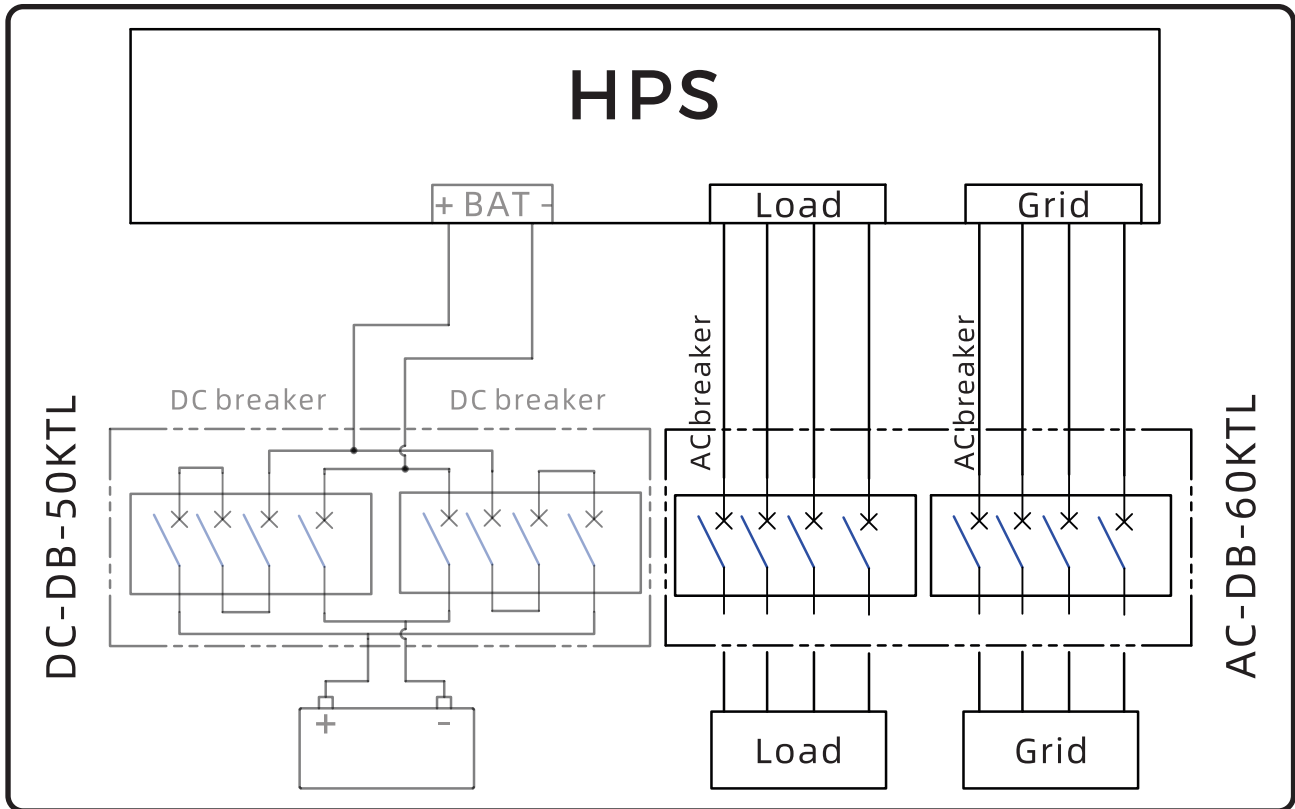 HPS
+ BAT -
Load
Grid
AC breaker
AC breaker
DC breaker
DC breaker
DC-DB-50KTL
AC-DB-60KTL
+ -
Load
Grid